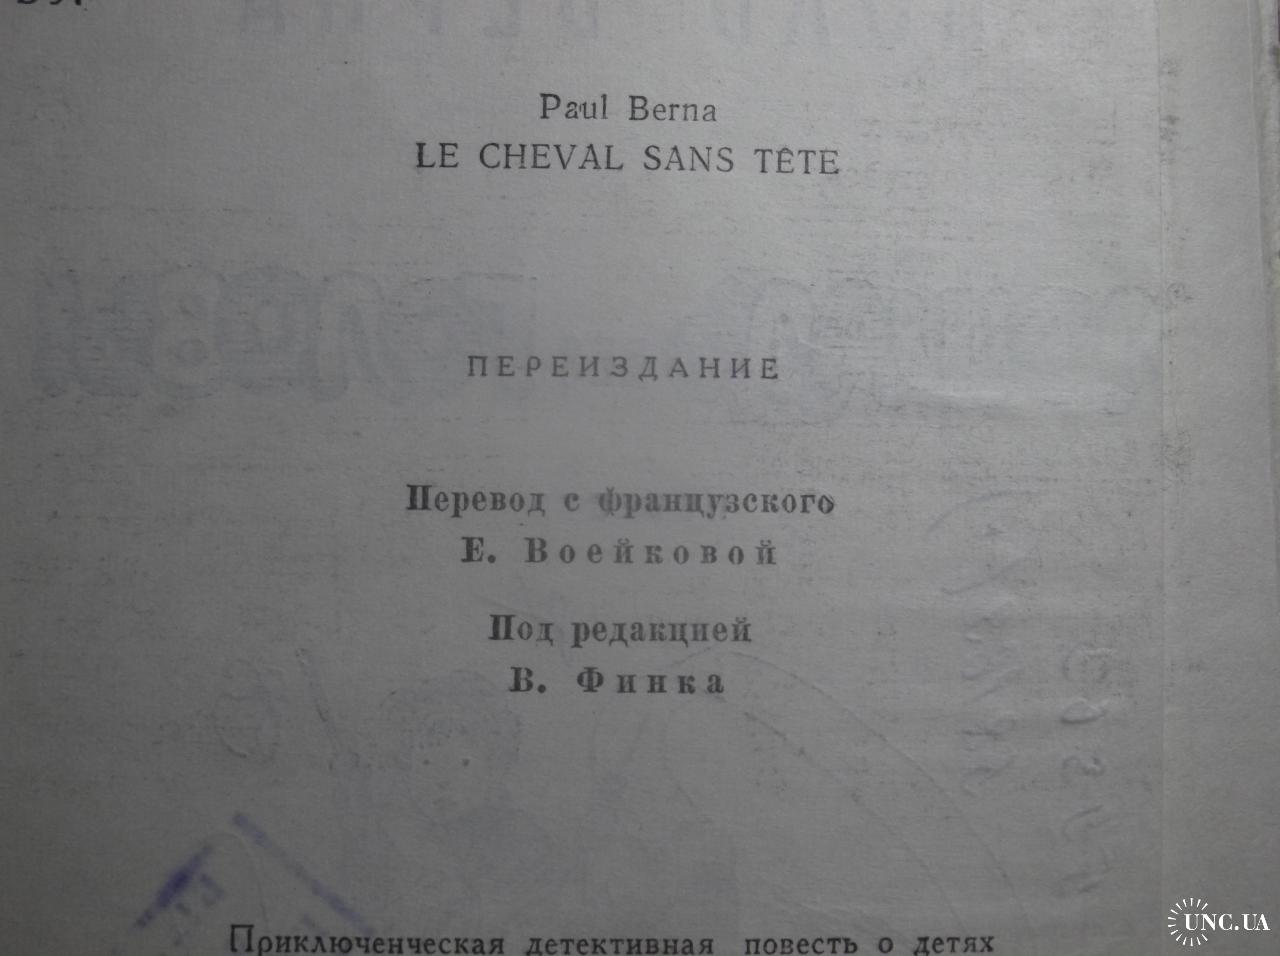 Paul Berna
LE CHEVAL SANS TÊTE
ПЕРЕИЗДАНИЕ
Перевод с французского
Е. Воейковой
Под редакцией
В. Финка
Приключенческая детективная повесть о детях
UNC.UA